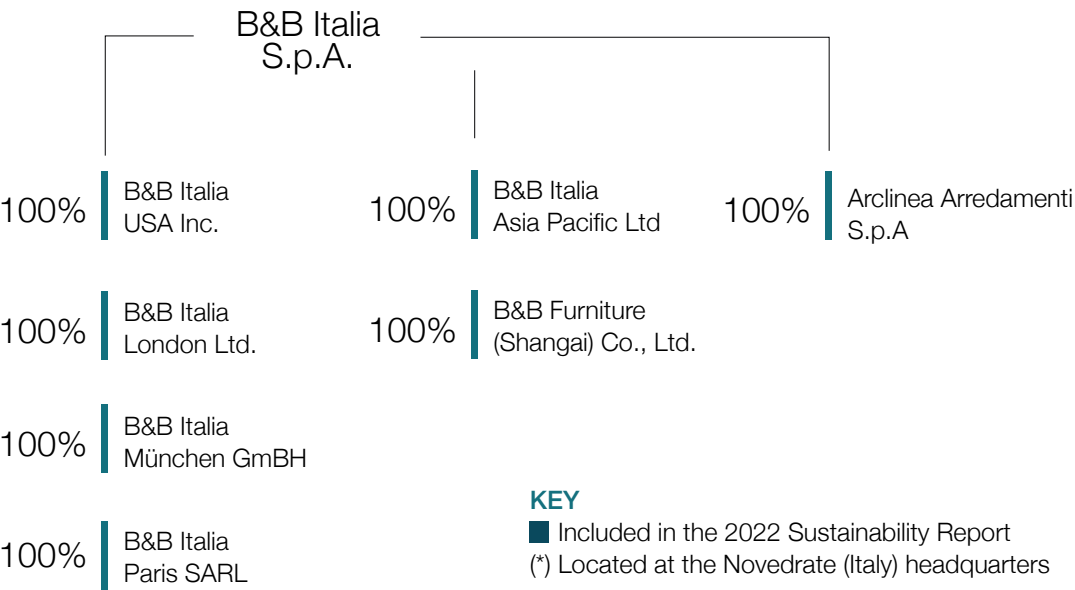 B&B Italia
S.p.A.
100%
B&B Italia
USA Inc.
100%
B&B Italia
London Ltd.
100%
B&B Italia
München GmBH
100%
B&B Italia
Paris SARL
100%
B&B Italia
Asia Pacific Ltd
100%
B&B Furniture
(Shangai) Co., Ltd.
100%
Arclinea Arredamenti
S.p.A
KEY
Included in the 2022 Sustainability Report
(*) Located at the Novedrate (Italy) headquarters